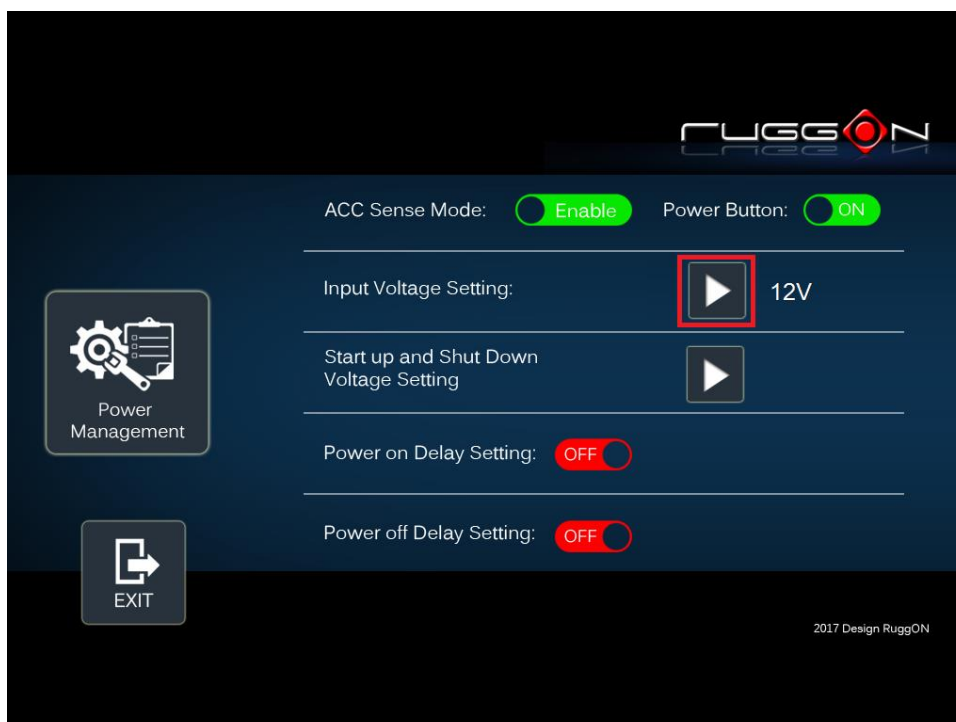 RUGGON
ACC Sense Mode: Enable Power Button: ON
Input Voltage Setting: 12V
Start up and Shut Down
Voltage Setting
Power
Management
Power on Delay Setting: OFF
Power off Delay Setting: OFF
EXIT
2017 Design RuggON